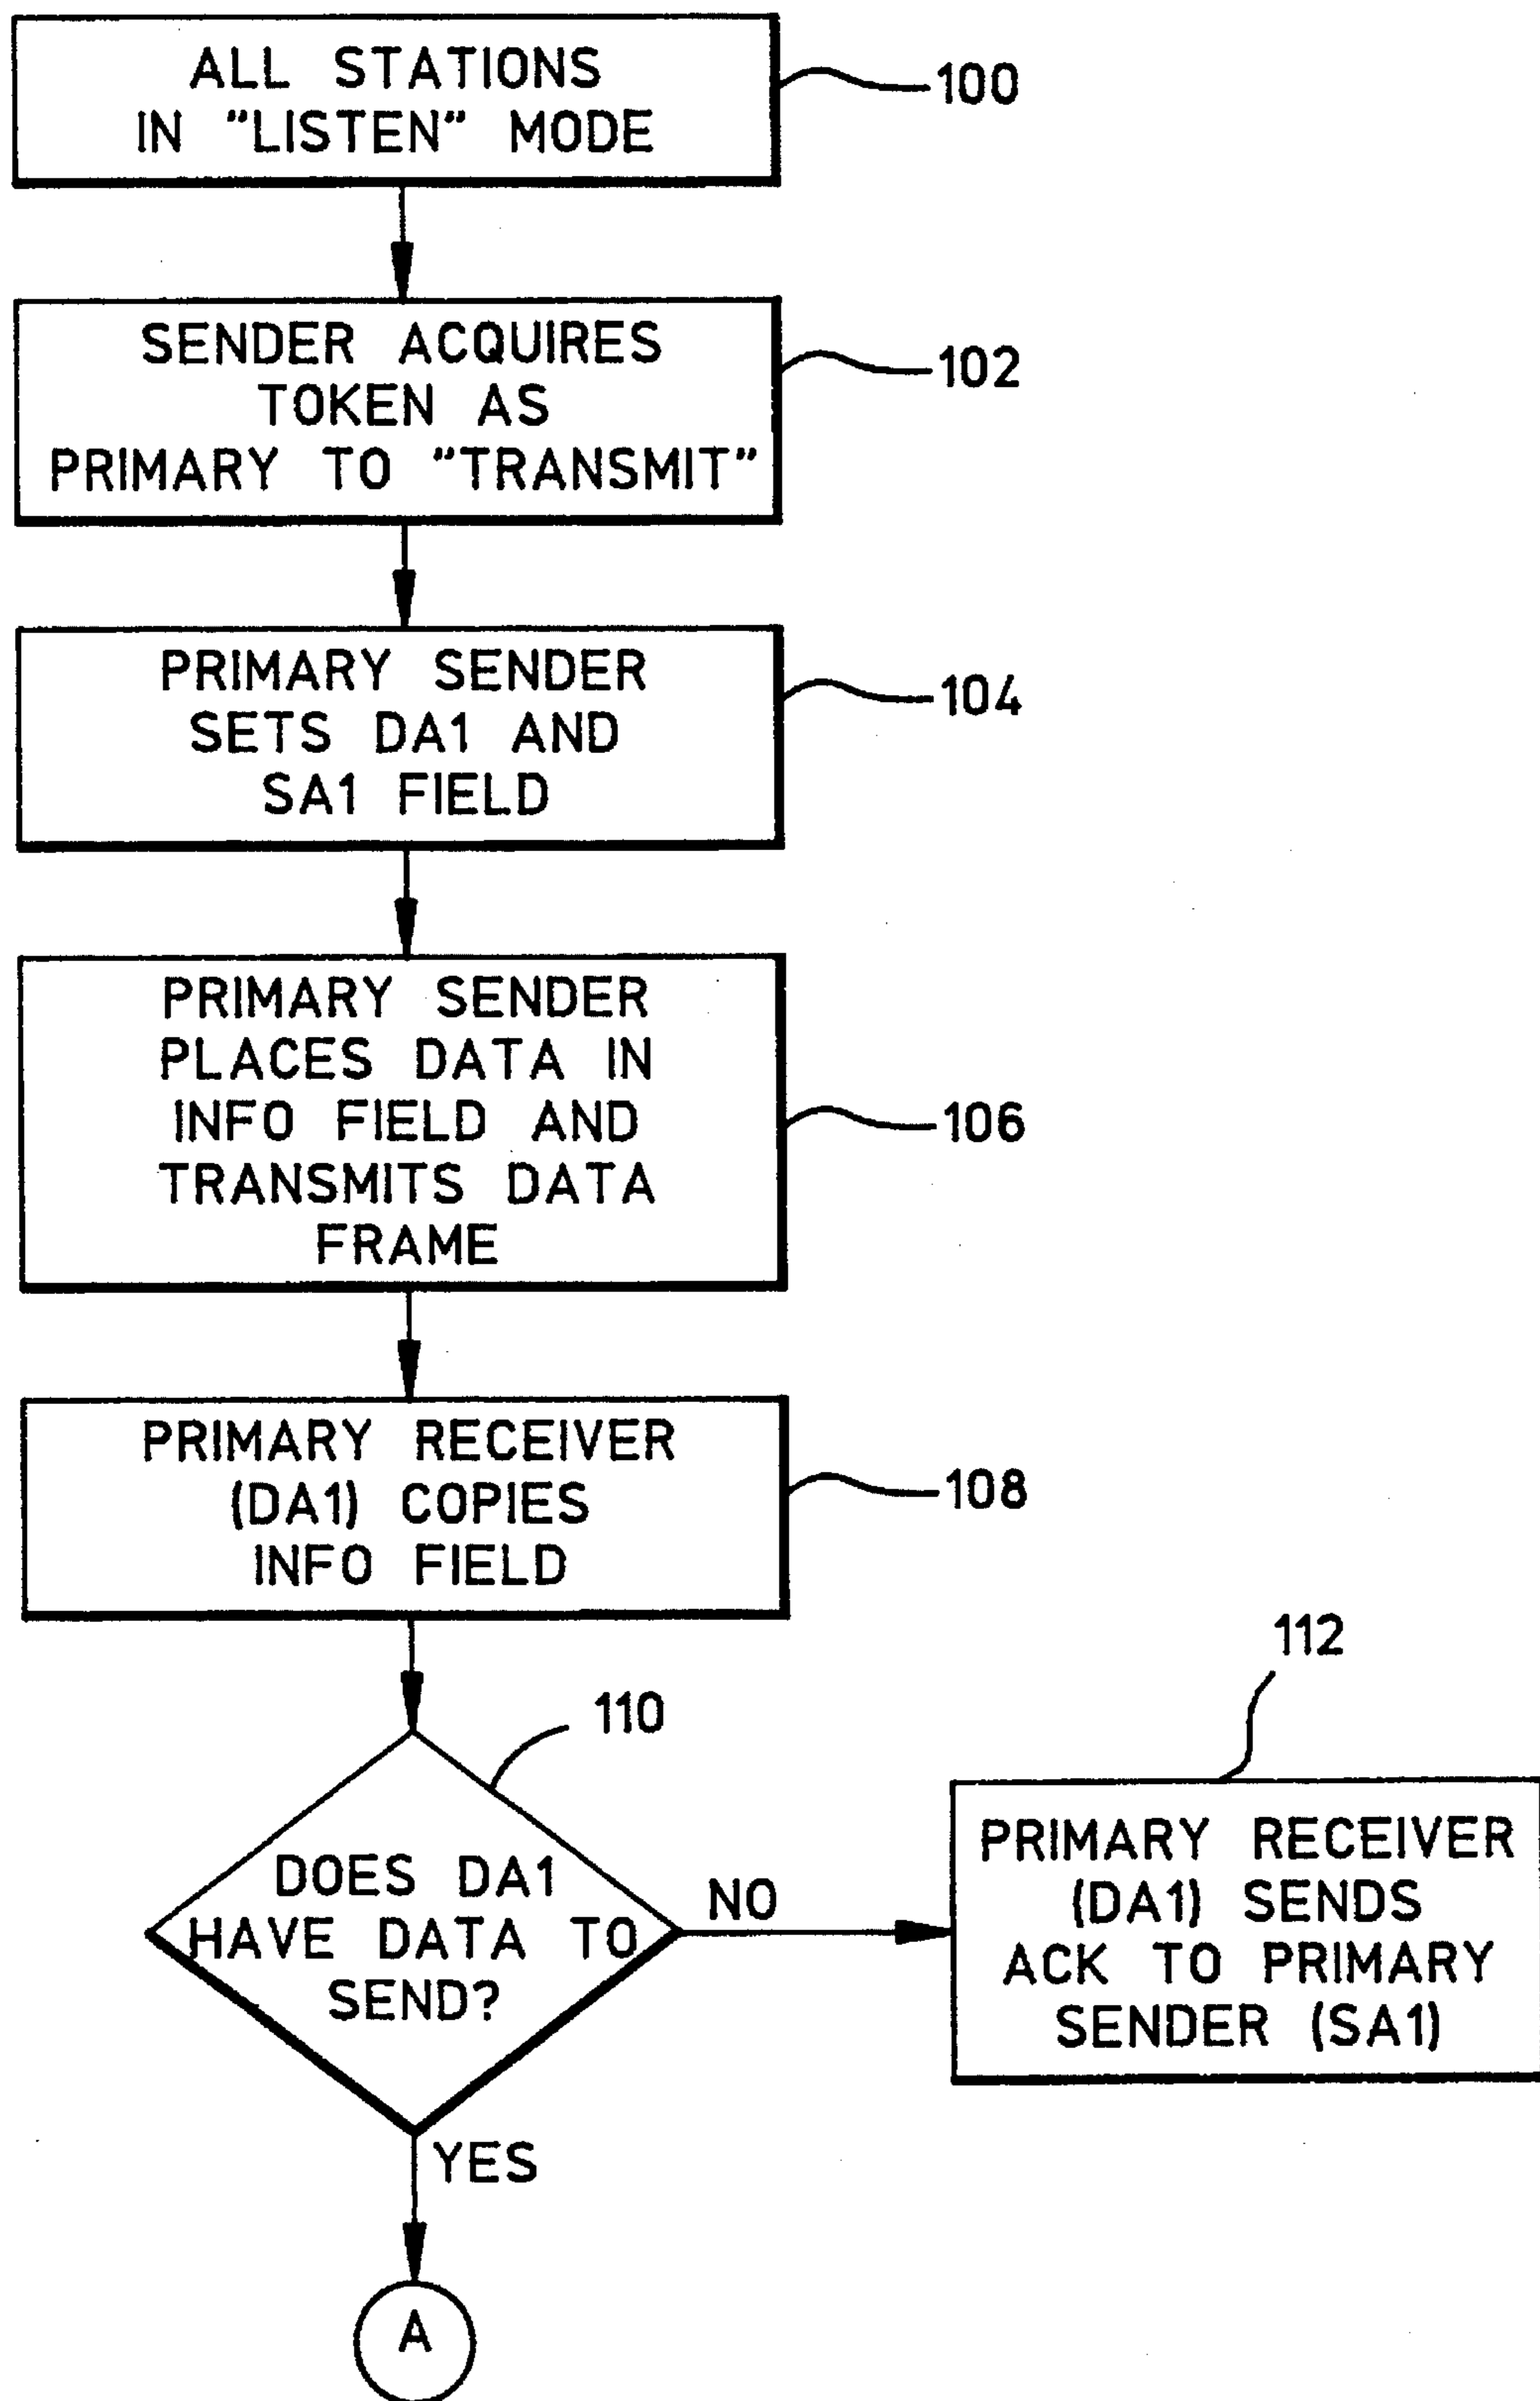 ALL STATIONS
IN "LISTEN" MODE
100
SENDER ACQUIRES
TOKEN AS
PRIMARY TO "TRANSMIT"
102
PRIMARY SENDER
SETS DA1 AND
SA1 FIELD
104
PRIMARY SENDER
PLACES DATA IN
INFO FIELD AND
TRANSMITS DATA
FRAME
106
PRIMARY RECEIVER
(DA1) COPIES
INFO FIELD
108
110
DOES DA1
HAVE DATA TO
SEND?
NO
112
PRIMARY RECEIVER
(DA1) SENDS
ACK TO PRIMARY
SENDER (SA1)
YES
A